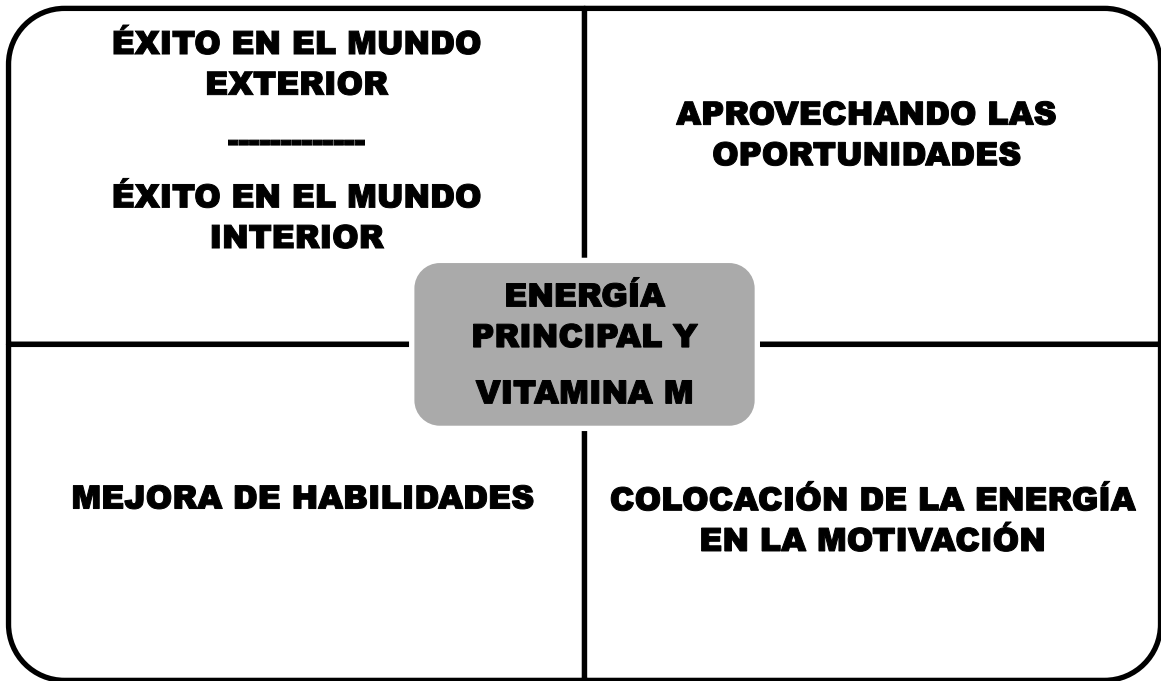 ÉXITO EN EL MUNDO
EXTERIOR
-------------
ÉXITO EN EL MUNDO
INTERIOR
APROVECHANDO LAS
OPORTUNIDADES
ENERGÍA
PRINCIPAL Y
VITAMINA M
MEJORA DE HABILIDADES
COLOCACIÓN DE LA ENERGÍA
EN LA MOTIVACIÓN